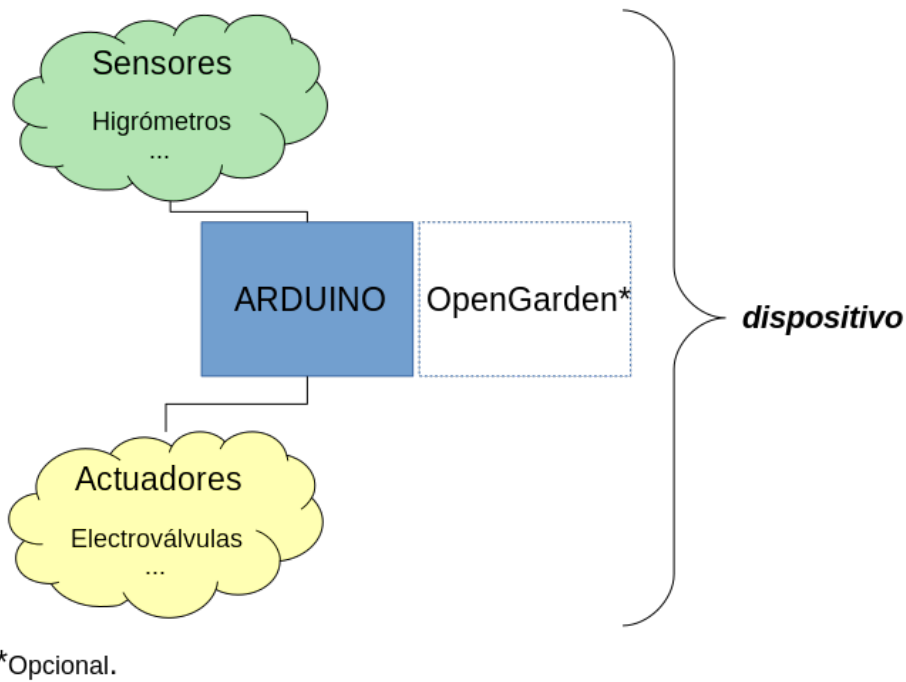 Sensores
Higrómetros
...
ARDUINO
OpenGarden*
dispositivo
Actuadores
Electroválvulas
...
*Opcional.